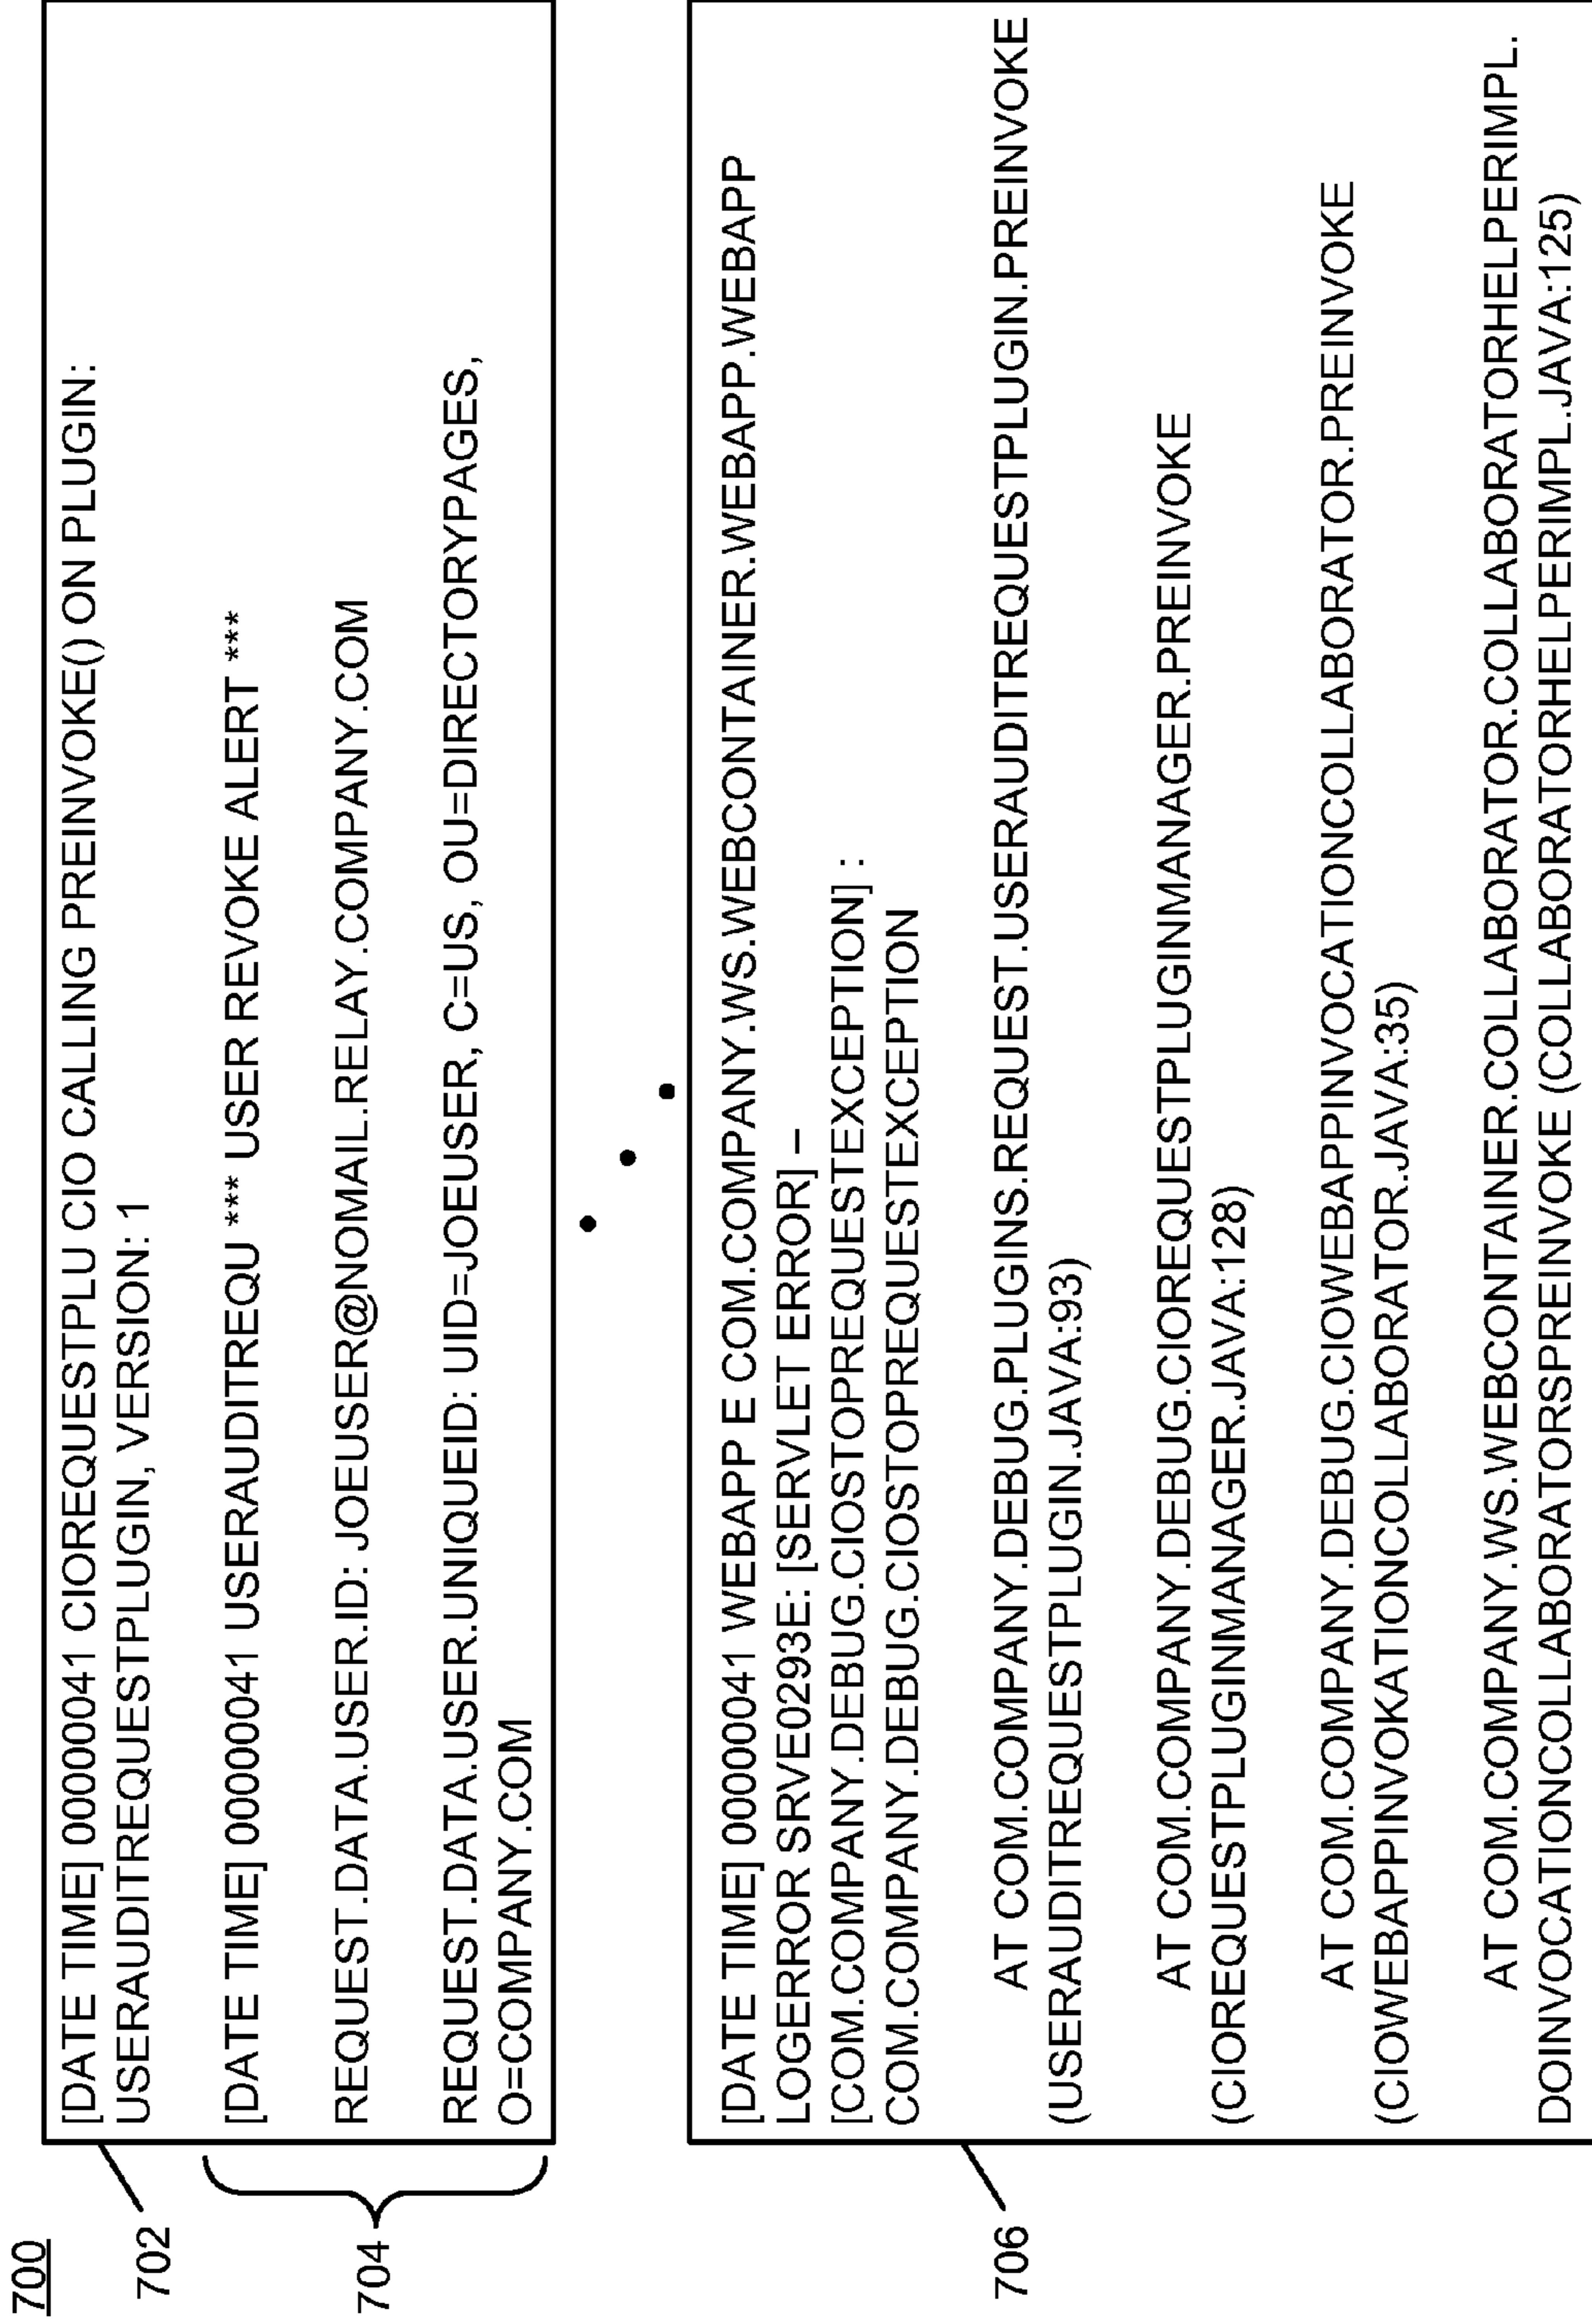 700
702
[DATE TIME] 00000041 CIOREQUESTPLU CIO CALLING PREINVOKE() ON PLUGIN:
USERAUDITREQUESTPLUGIN, VERSION: 1
704
[DATE TIME] 00000041 USERAUDITREQU *** USER REVOKE ALERT ***
REQUEST.DATA.USER.ID: JOEUSER@NOMAIL.RELAY.COMPANY.COM
REQUEST.DATA.USER.UNIQUEID: UID=JOEUSER, C=US, OU=DIRECTORYPAGES,
O=COMPANY.COM
706
[DATE TIME] 00000041 WEBAPP E COM.COMPANY.WS.WEBCONTAINER.WEBAPP.WEBAPP
LOGERROR SRVE0293E: [SERVLET ERROR] –
[COM.COMPANY.DEBUG.CIOSTOPREQUESTEXCEPTION] :
COM.COMPANY.DEBUG.CIOSTOPREQUESTEXCEPTION
AT COM.COMPANY.DEBUG.PLUGINS.REQUEST.USERAUDITREQUESTPLUGIN.PREINVOKE
(USERAUDITREQUESTPLUGIN.JAVA:93)
AT COM.COMPANY.DEBUG.CIOREQUESTPLUGINMANAGER.PREINVOKE
(CIOREQUESTPLUGINMANAGER.JAVA:128)
AT COM.COMPANY.DEBUG.CIOWEBAPPINVOCATIONCOLLABORATOR.PREINVOKE
(CIOWEBAPPINVOKATIONCOLLABORATOR.JAVA:35)
AT COM.COMPANY.WS.WEBCONTAINER.COLLABORATOR.COLLABORATORHELPERIMPL.
DOINVOCATIONCOLLABORATORSPREINVOKE (COLLABORATORHELPERIMPL.JAVA:125)